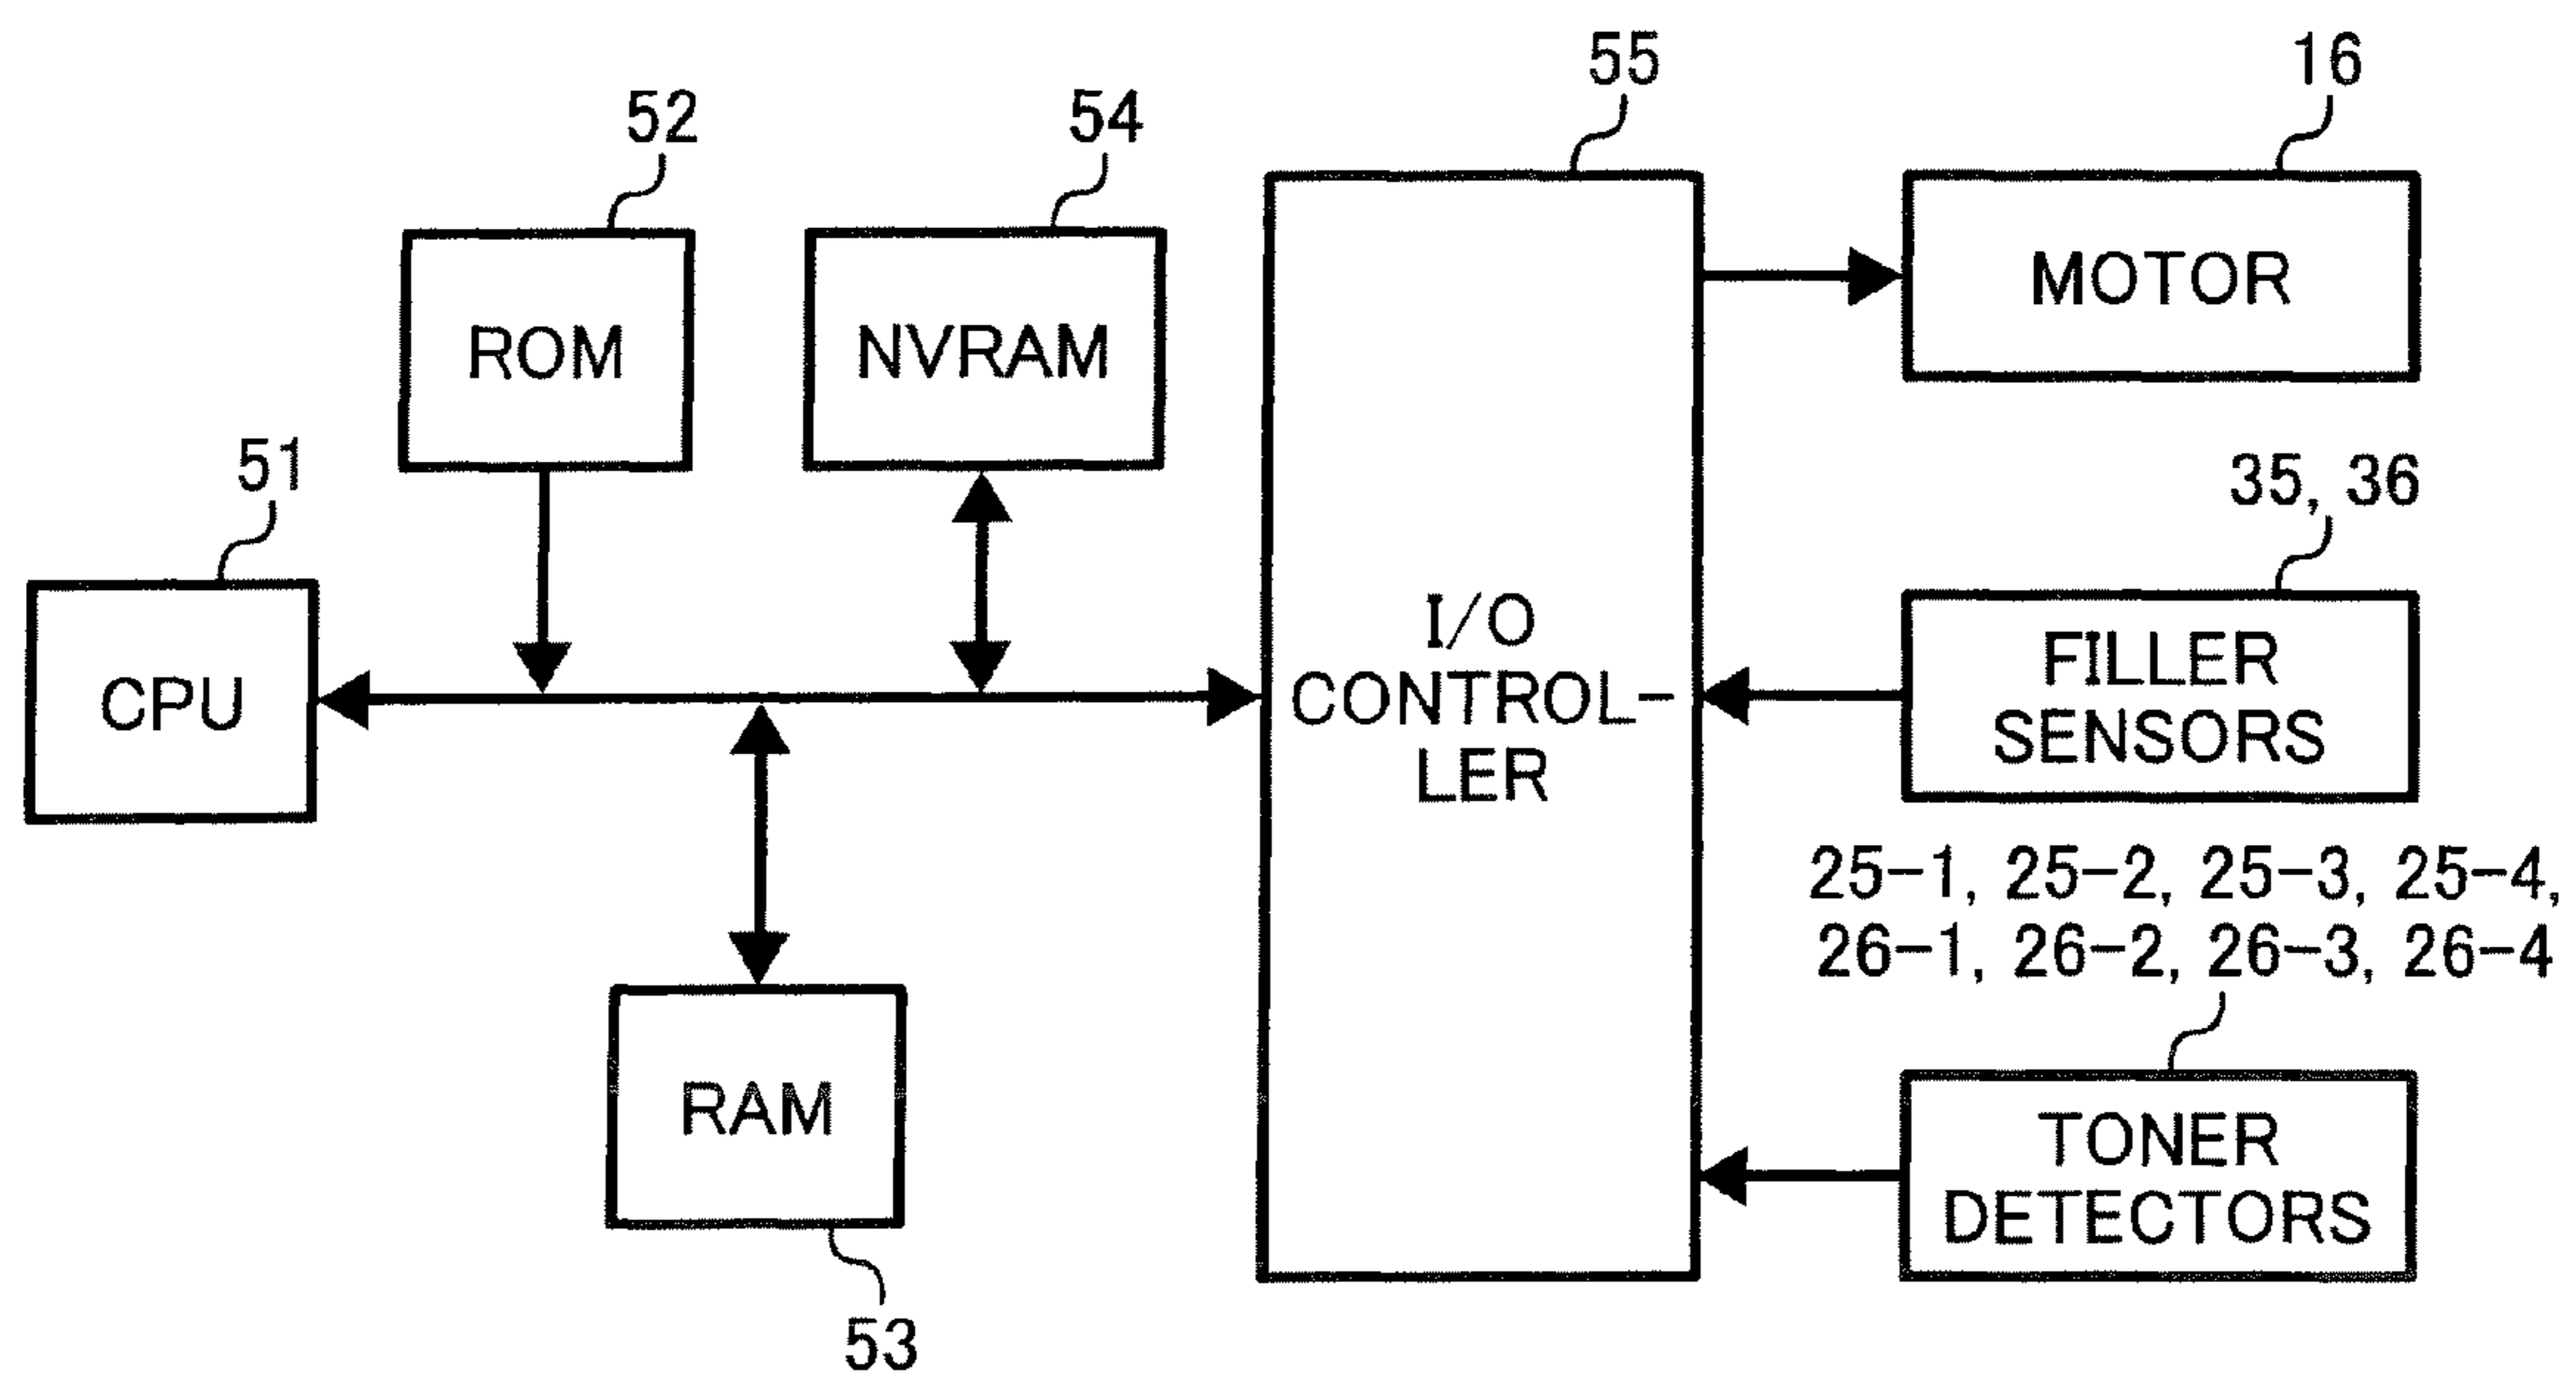 55
16
52
54
MOTOR
ROM
NVRAM
51
35, 36
I/O
CONTROL-
LER
FILLER
SENSORS
CPU
25-1, 25-2, 25-3, 25-4,
26-1, 26-2, 26-3, 26-4
RAM
TONER
DETECTORS
53